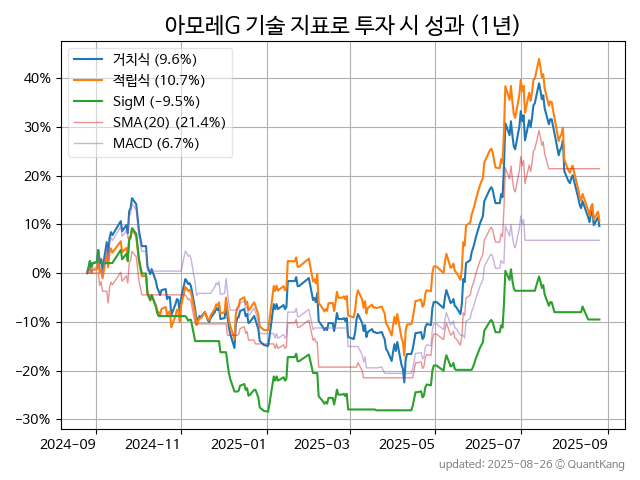 아모레G 기술 지표로 투자 시 성과 (1년)
거치식 (9.6%)
적립식 (10.7%)
SigM (−9.5%)
SMA(20) (21.4%)
MACD (6.7%)
40%
30%
20%
10%
0%
−10%
−20%
−30%
2024-09 2024-11 2025-01 2025-03 2025-05 2025-07 2025-09
updated: 2025-08-26 © QuantKang